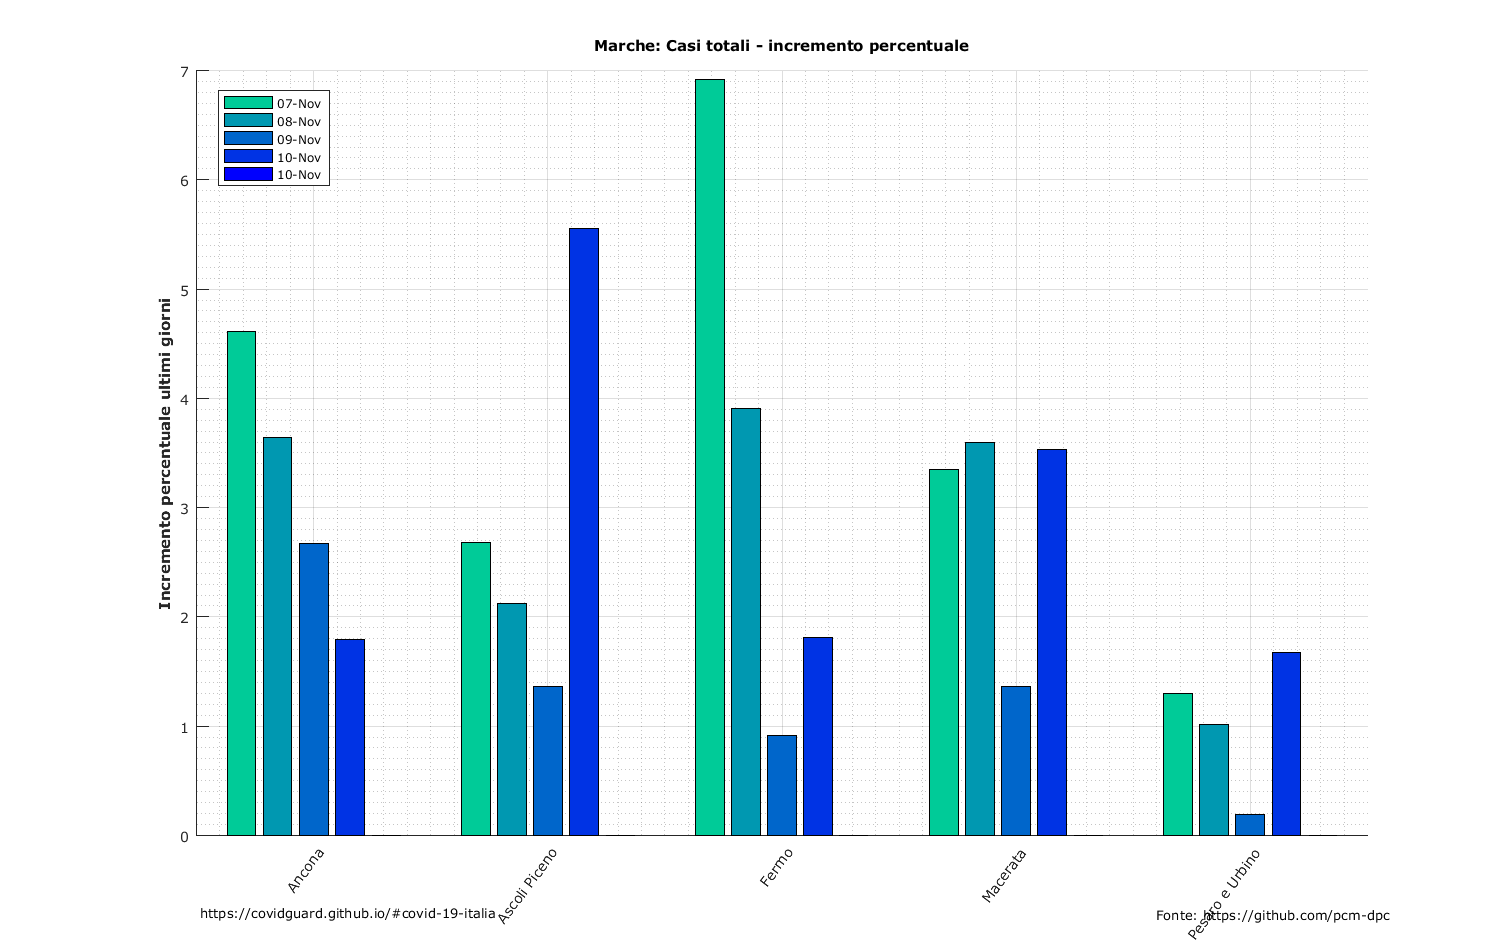 Marche: Casi totali - incremento percentuale
Incremento percentuale ultimi giorni
7
6
5
4
3
2
1
0
07-Nov
08-Nov
09-Nov
10-Nov
10-Nov
Ancona
Ascoli Piceno
Fermo
Macerata
Pesaro e Urbino
https://covidguard.github.io/#covid-19-italia
Fonte: https://github.com/pcm-dpc